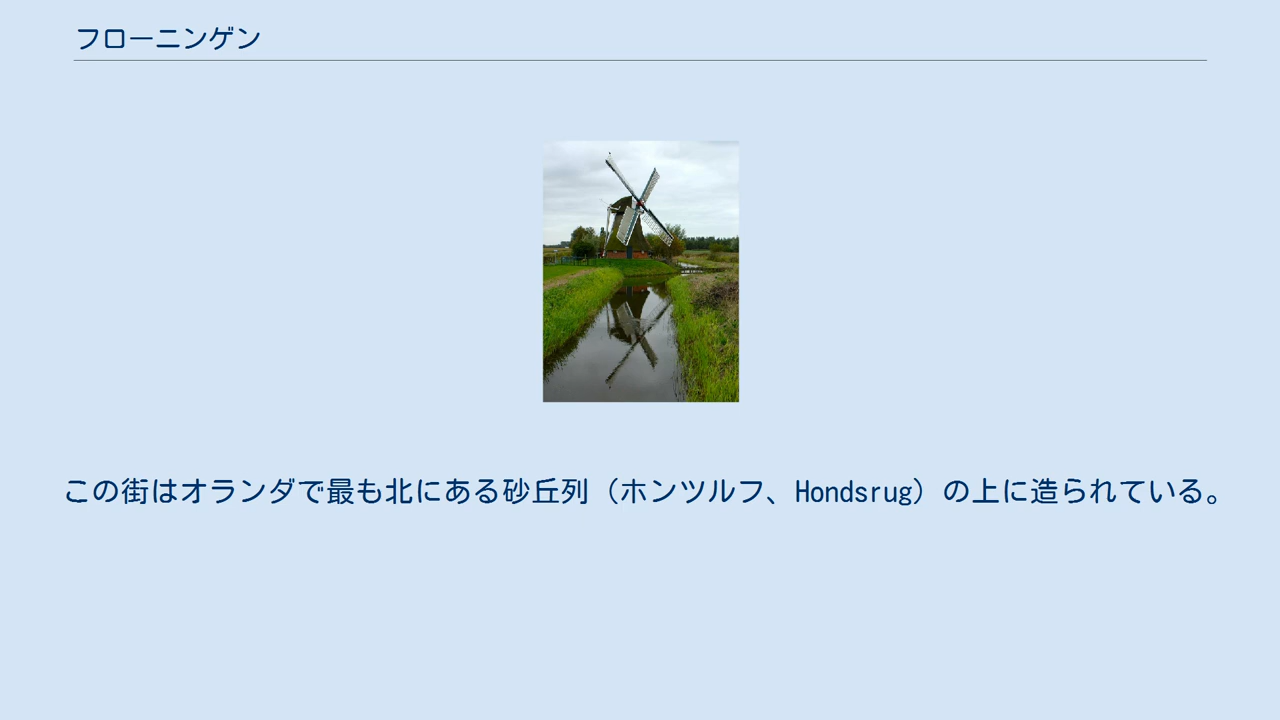 フローニンゲン
この街はオランダで最も北にある砂丘列（ホンツルフ、Hondsrug）の上に造られている。